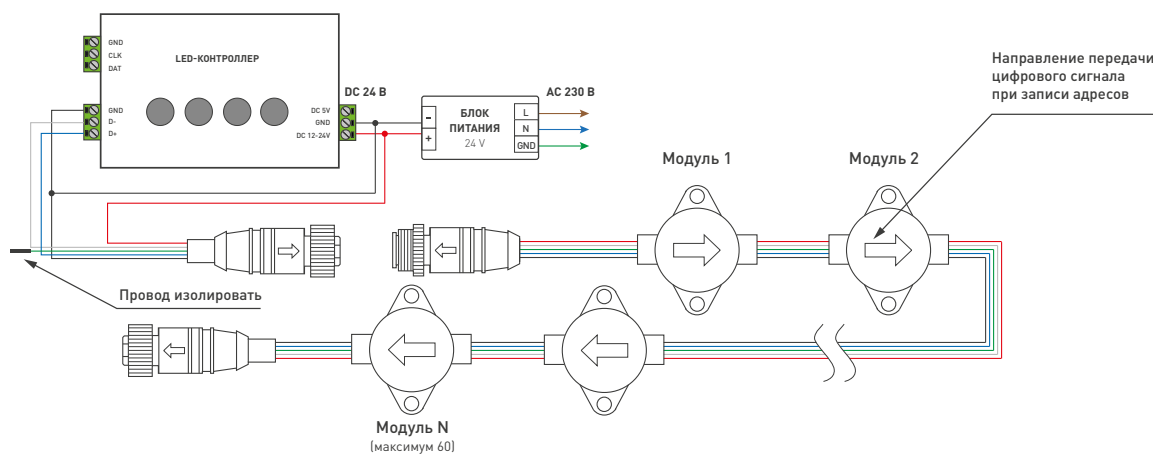 GND
CLK
DAT
LED-КОНТРОЛЛЕР
GND
D-
D+
DC 5V
GND
DC 12-24V
DC 24 В
-
+
БЛОК
ПИТАНИЯ
24 V
L
N
GND
AC 230 В
Направление передачи
цифрового сигнала
при записи адресов
Модуль 1
Модуль 2
Провод изолировать
Модуль N
(максимум 60)